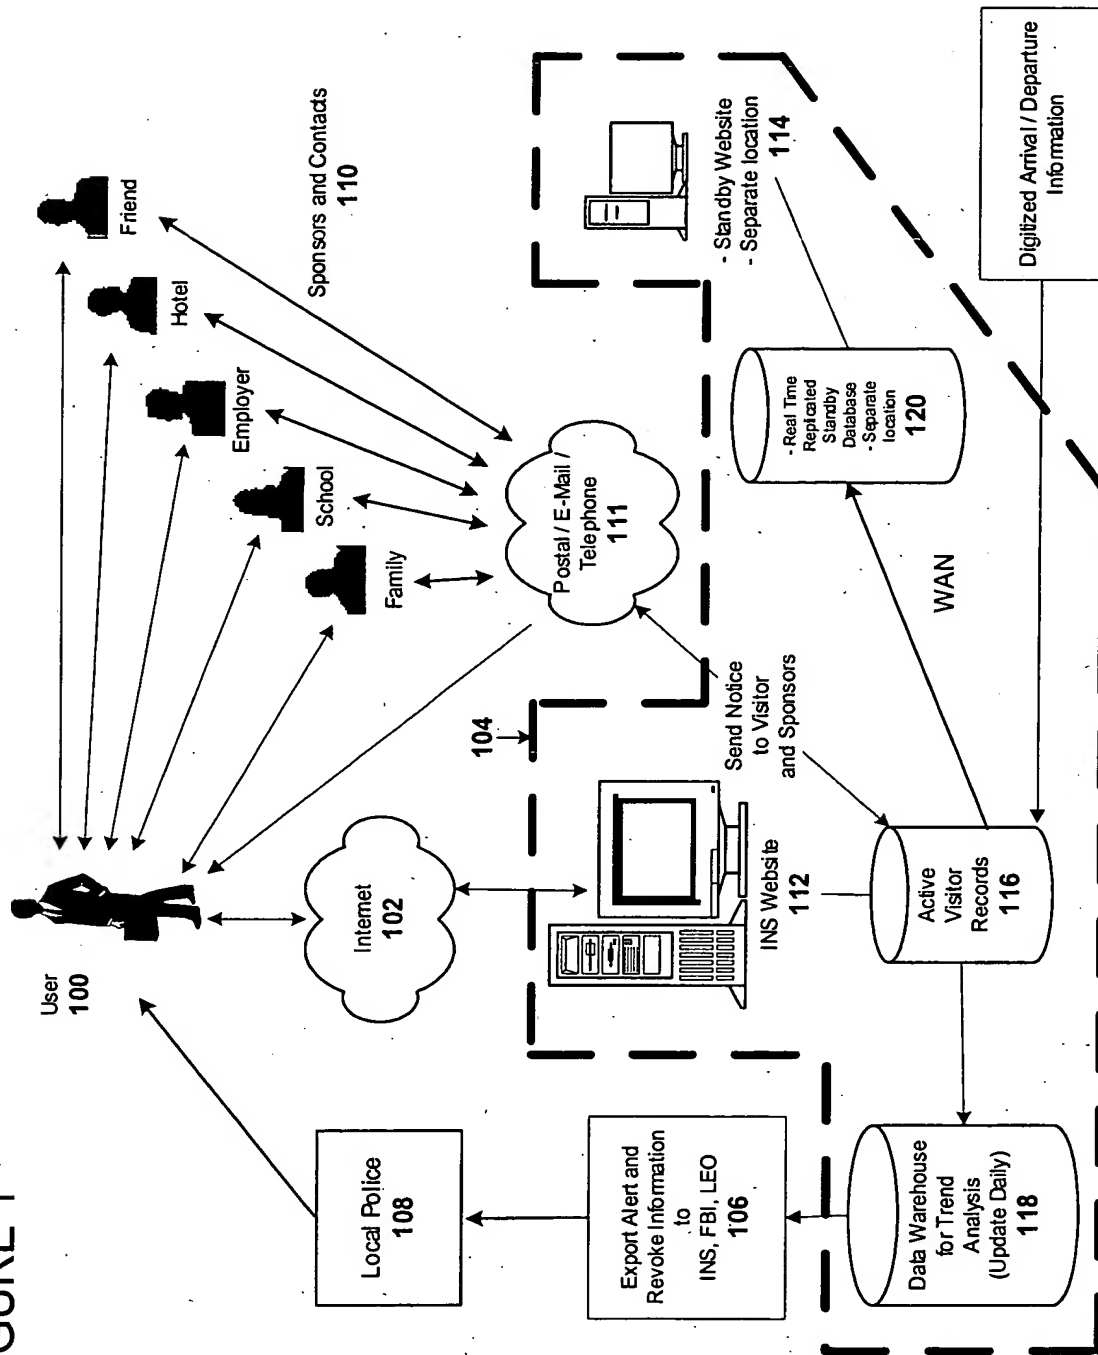 GURE 1
User
100
Friend
Hotel
Employer
School
Family
Sponsors and Contacts
110
Internet
102
Postal / E-Mail /
Telephone
111
Local Police
108
104
Export Alert and
Revoke Information
to
INS, FBI, LEO
106
INS Website
112
Send Notice
to Visitor
and Sponsors
- Standby Website
- Separate location
114
- Real Time
Replicated
Standby
Database
- Separate
location
120
WAN
Active
Visitor
Records
116
Data Warehouse
for Trend
Analysis
(Update Daily)
118
Digitized Arrival / Departure
Information